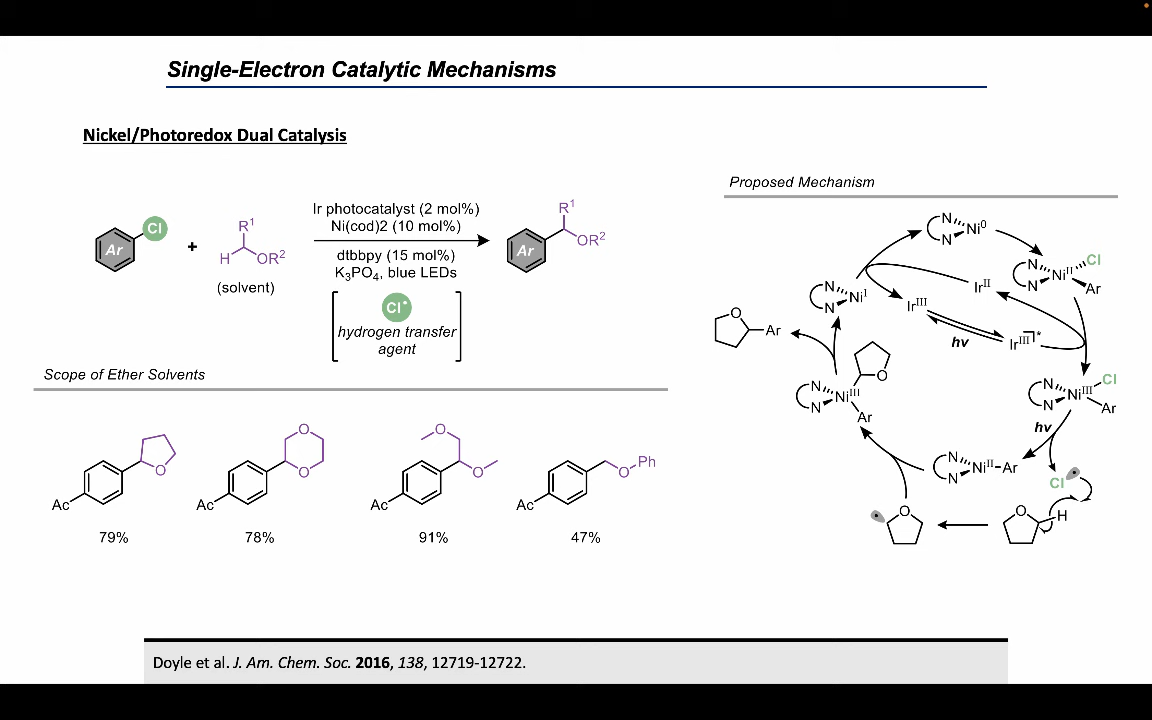 Single-Electron Catalytic Mechanisms
Nickel/Photoredox Dual Catalysis
Ar
Cl
+
R¹
H
OR²
(solvent)
Ir photocatalyst (2 mol%)
Ni(cod)2 (10 mol%)
dtbbpy (15 mol%)
K₃PO₄, blue LEDs
Cl•
hydrogen transfer
agent
Ar
R¹
OR²
Scope of Ether Solvents
Ac
O
79%
Ac
O
O
78%
Ac
O
O
91%
Ac
O
Ph
47%
Proposed Mechanism
N
N
Ni⁰
N
N
Niᴵᴵ
Cl
Ar
N
N
Niᴵ
Irᴵᴵ
Irᴵᴵᴵ
hν
Irᴵᴵᴵ*
O
Ar
N
N
Niᴵᴵᴵ
O
Ar
N
N
Niᴵᴵᴵ
Cl
Ar
hν
N
N
Niᴵᴵ–Ar
Cl•
•
O
O
H
Doyle et al. J. Am. Chem. Soc. 2016, 138, 12719-12722.